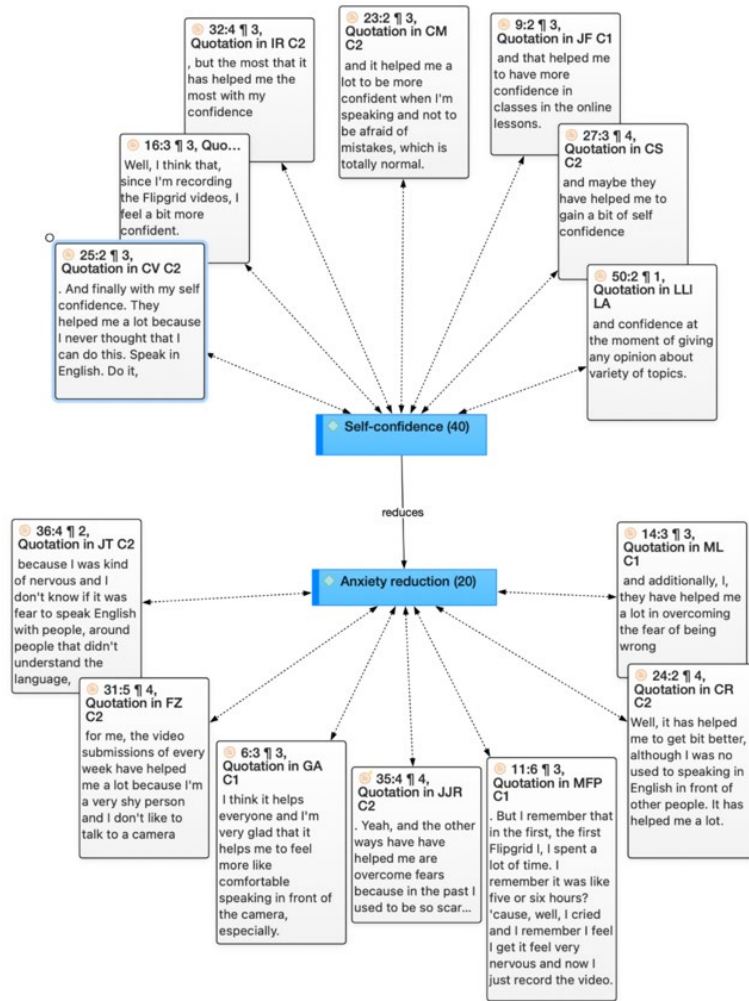 32:4 ¶ 3,
Quotation in IR C2
, but the most that it
has helped me the
most with my
confidence
23:2 ¶ 3,
Quotation in CM
C2
and it helped me a
lot to be more
confident when I'm
speaking and not to
be afraid of
mistakes, which is
totally normal.
9:2 ¶ 3,
Quotation in JF C1
and that helped me
to have more
confidence in
classes in the online
lessons.
16:3 ¶ 3, Quo...
Well, I think that,
since I'm recording
the Flipgrid videos, I
feel a bit more
confident.
27:3 ¶ 4,
Quotation in CS
C2
and maybe they
have helped me to
gain a bit of self
confidence
25:2 ¶ 3,
Quotation in CV C2
. And finally with my self
confidence. They
helped me a lot because
I never thought that I
can do this. Speak in
English. Do it,
50:2 ¶ 1,
Quotation in LLI
LA
and confidence at
the moment of giving
any opinion about
variety of topics.
Self-confidence (40)
reduces
Anxiety reduction (20)
36:4 ¶ 2,
Quotation in JT C2
because I was kind
of nervous and I
don't know if it was
fear to speak English
with people, around
people that didn't
understand the
language,
14:3 ¶ 3,
Quotation in ML
C1
and additionally, I,
they have helped me
a lot in overcoming
the fear of being
wrong
31:5 ¶ 4,
Quotation in FZ
C2
for me, the video
submissions of every
week have helped
me a lot because I'm
a very shy person
and I don't like to
talk to a camera
24:2 ¶ 4,
Quotation in CR
C2
Well, it has helped
me to get bit better,
although I was no
used to speaking in
English in front of
other people. It has
helped me a lot.
6:3 ¶ 3,
Quotation in GA
C1
I think it helps
everyone and I'm
very glad that it
helps me to feel
more like
comfortable
speaking in front of
the camera,
especially.
35:4 ¶ 4,
Quotation in JJR
C2
. Yeah, and the other
ways have have
helped me are
overcome fears
because in the past I
used to be so scar...
11:6 ¶ 3,
Quotation in MFP
C1
. But I remember that
in the first, the first
Flipgrid I, I spent a
lot of time. I
remember it was like
five or six hours?
'cause, well, I cried
and I remember I feel
I get it feel very
nervous and now I
just record the video.